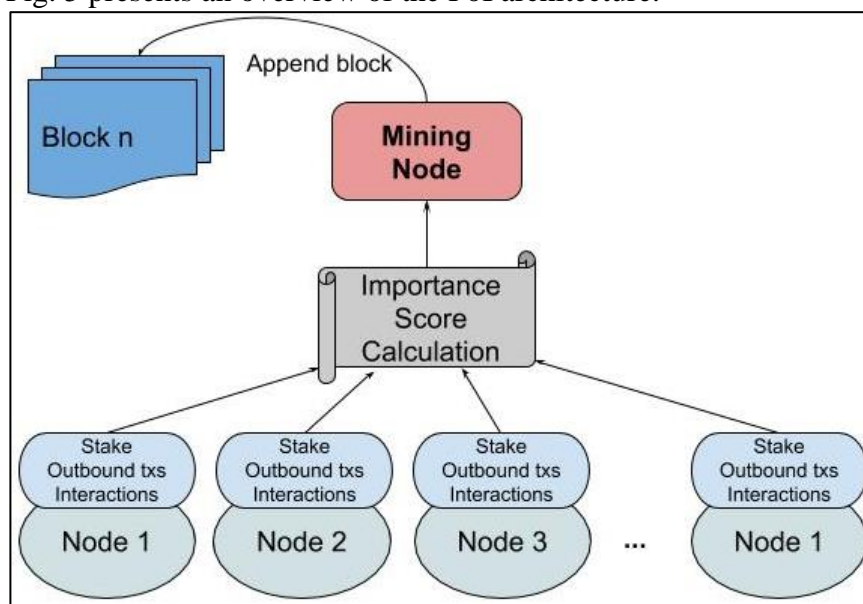 Fig. 3 presents an overview of the PoI architecture.
Append block
Block n
Mining
Node
Importance
Score
Calculation
Stake
Outbound txs
Interactions
Stake
Outbound txs
Interactions
Stake
Outbound txs
Interactions
Stake
Outbound txs
Interactions
Node 1
Node 2
Node 3
...
Node 1